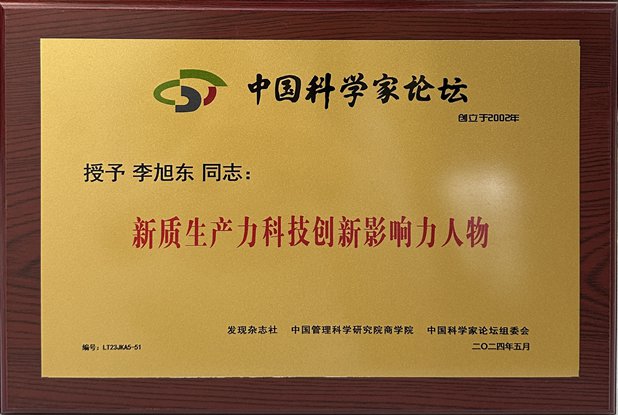 中国科学家论坛
创立于2002年
授予 李旭东 同志：
新质生产力科技创新影响力人物
发现杂志社 中国管理科学研究院商学院 中国科学家论坛组委会
编号：LT23JKA5-51 二〇二四年五月